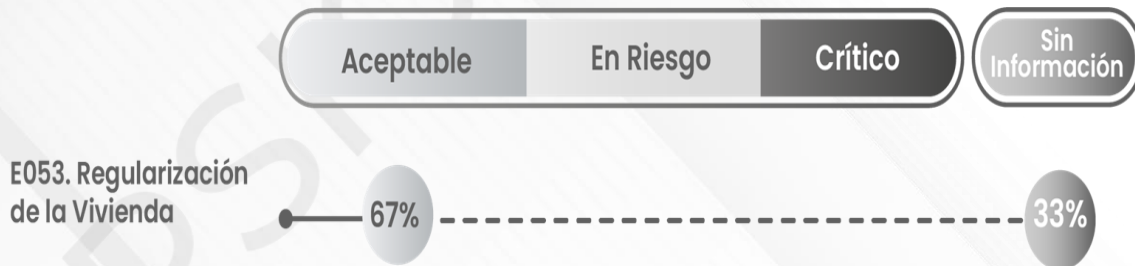 Aceptable
En Riesgo
Crítico
Sin
Información
E053. Regularización
de la Vivienda
67%
33%